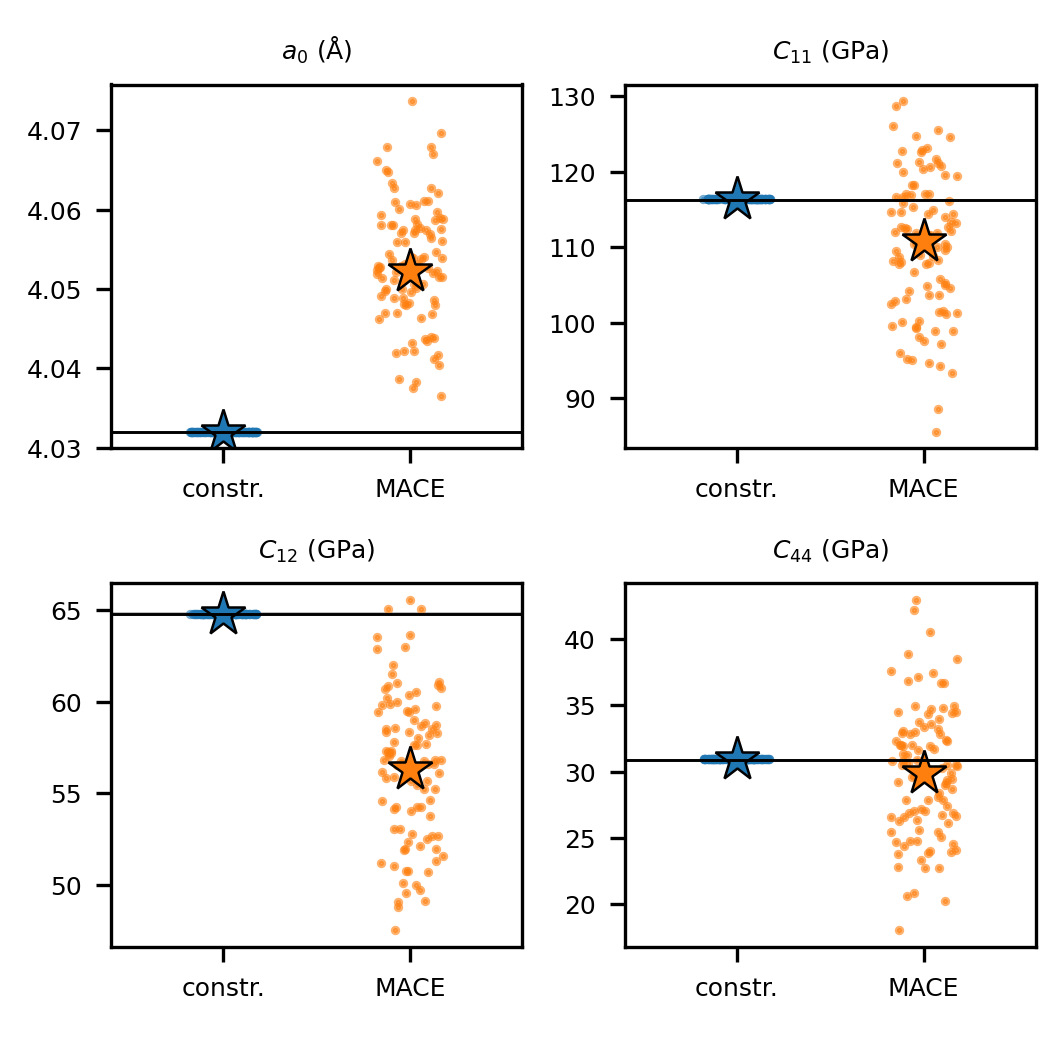 a₀ (Å)
4.07
4.06
4.05
4.04
4.03
constr.
MACE
C₁₁ (GPa)
130
120
110
100
90
constr.
MACE
C₁₂ (GPa)
65
60
55
50
constr.
MACE
C₄₄ (GPa)
40
35
30
25
20
constr.
MACE